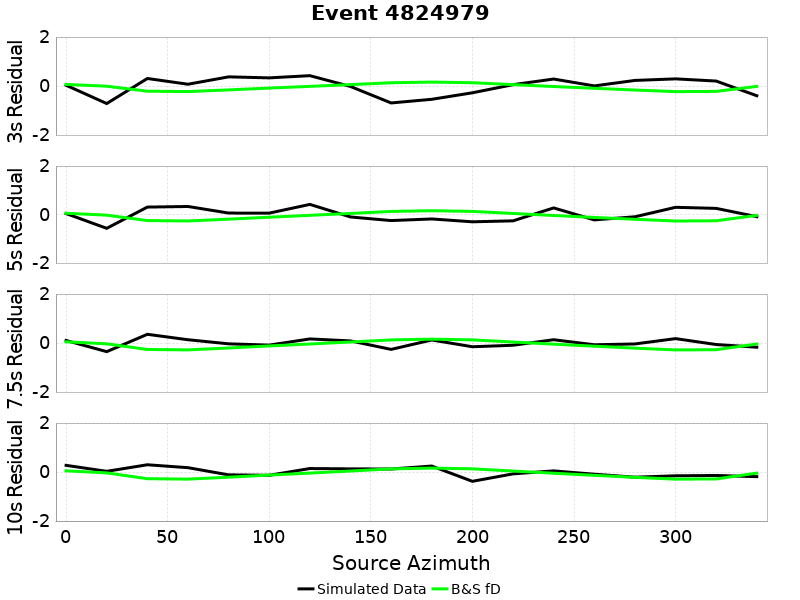 Event 4824979
3s Residual
2
0
-2
5s Residual
2
0
-2
7.5s Residual
2
0
-2
10s Residual
2
0
-2
0 50 100 150 200 250 300
Source Azimuth
Simulated Data B&S fD